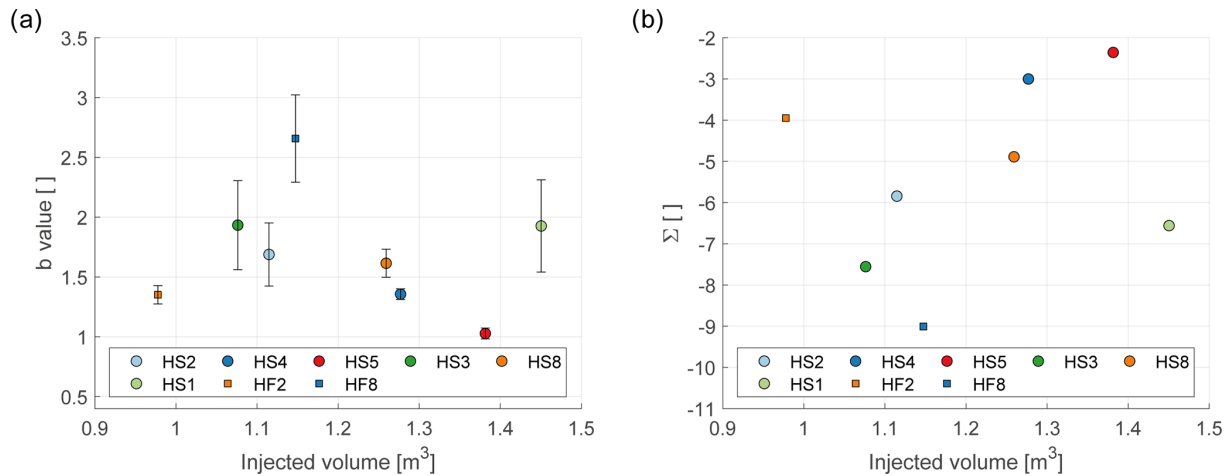 (a)
3.5
3
2.5
2
1.5
1
0.5
b value [ ]
HS2 HS4 HS5 HS3 HS8
HS1 HF2 HF8
0.9 1 1.1 1.2 1.3 1.4 1.5
Injected volume [m³]
(b)
-2
-3
-4
-5
-6
-7
-8
-9
-10
-11
Σ [ ]
HS2 HS4 HS5 HS3 HS8
HS1 HF2 HF8
0.9 1 1.1 1.2 1.3 1.4 1.5
Injected volume [m³]